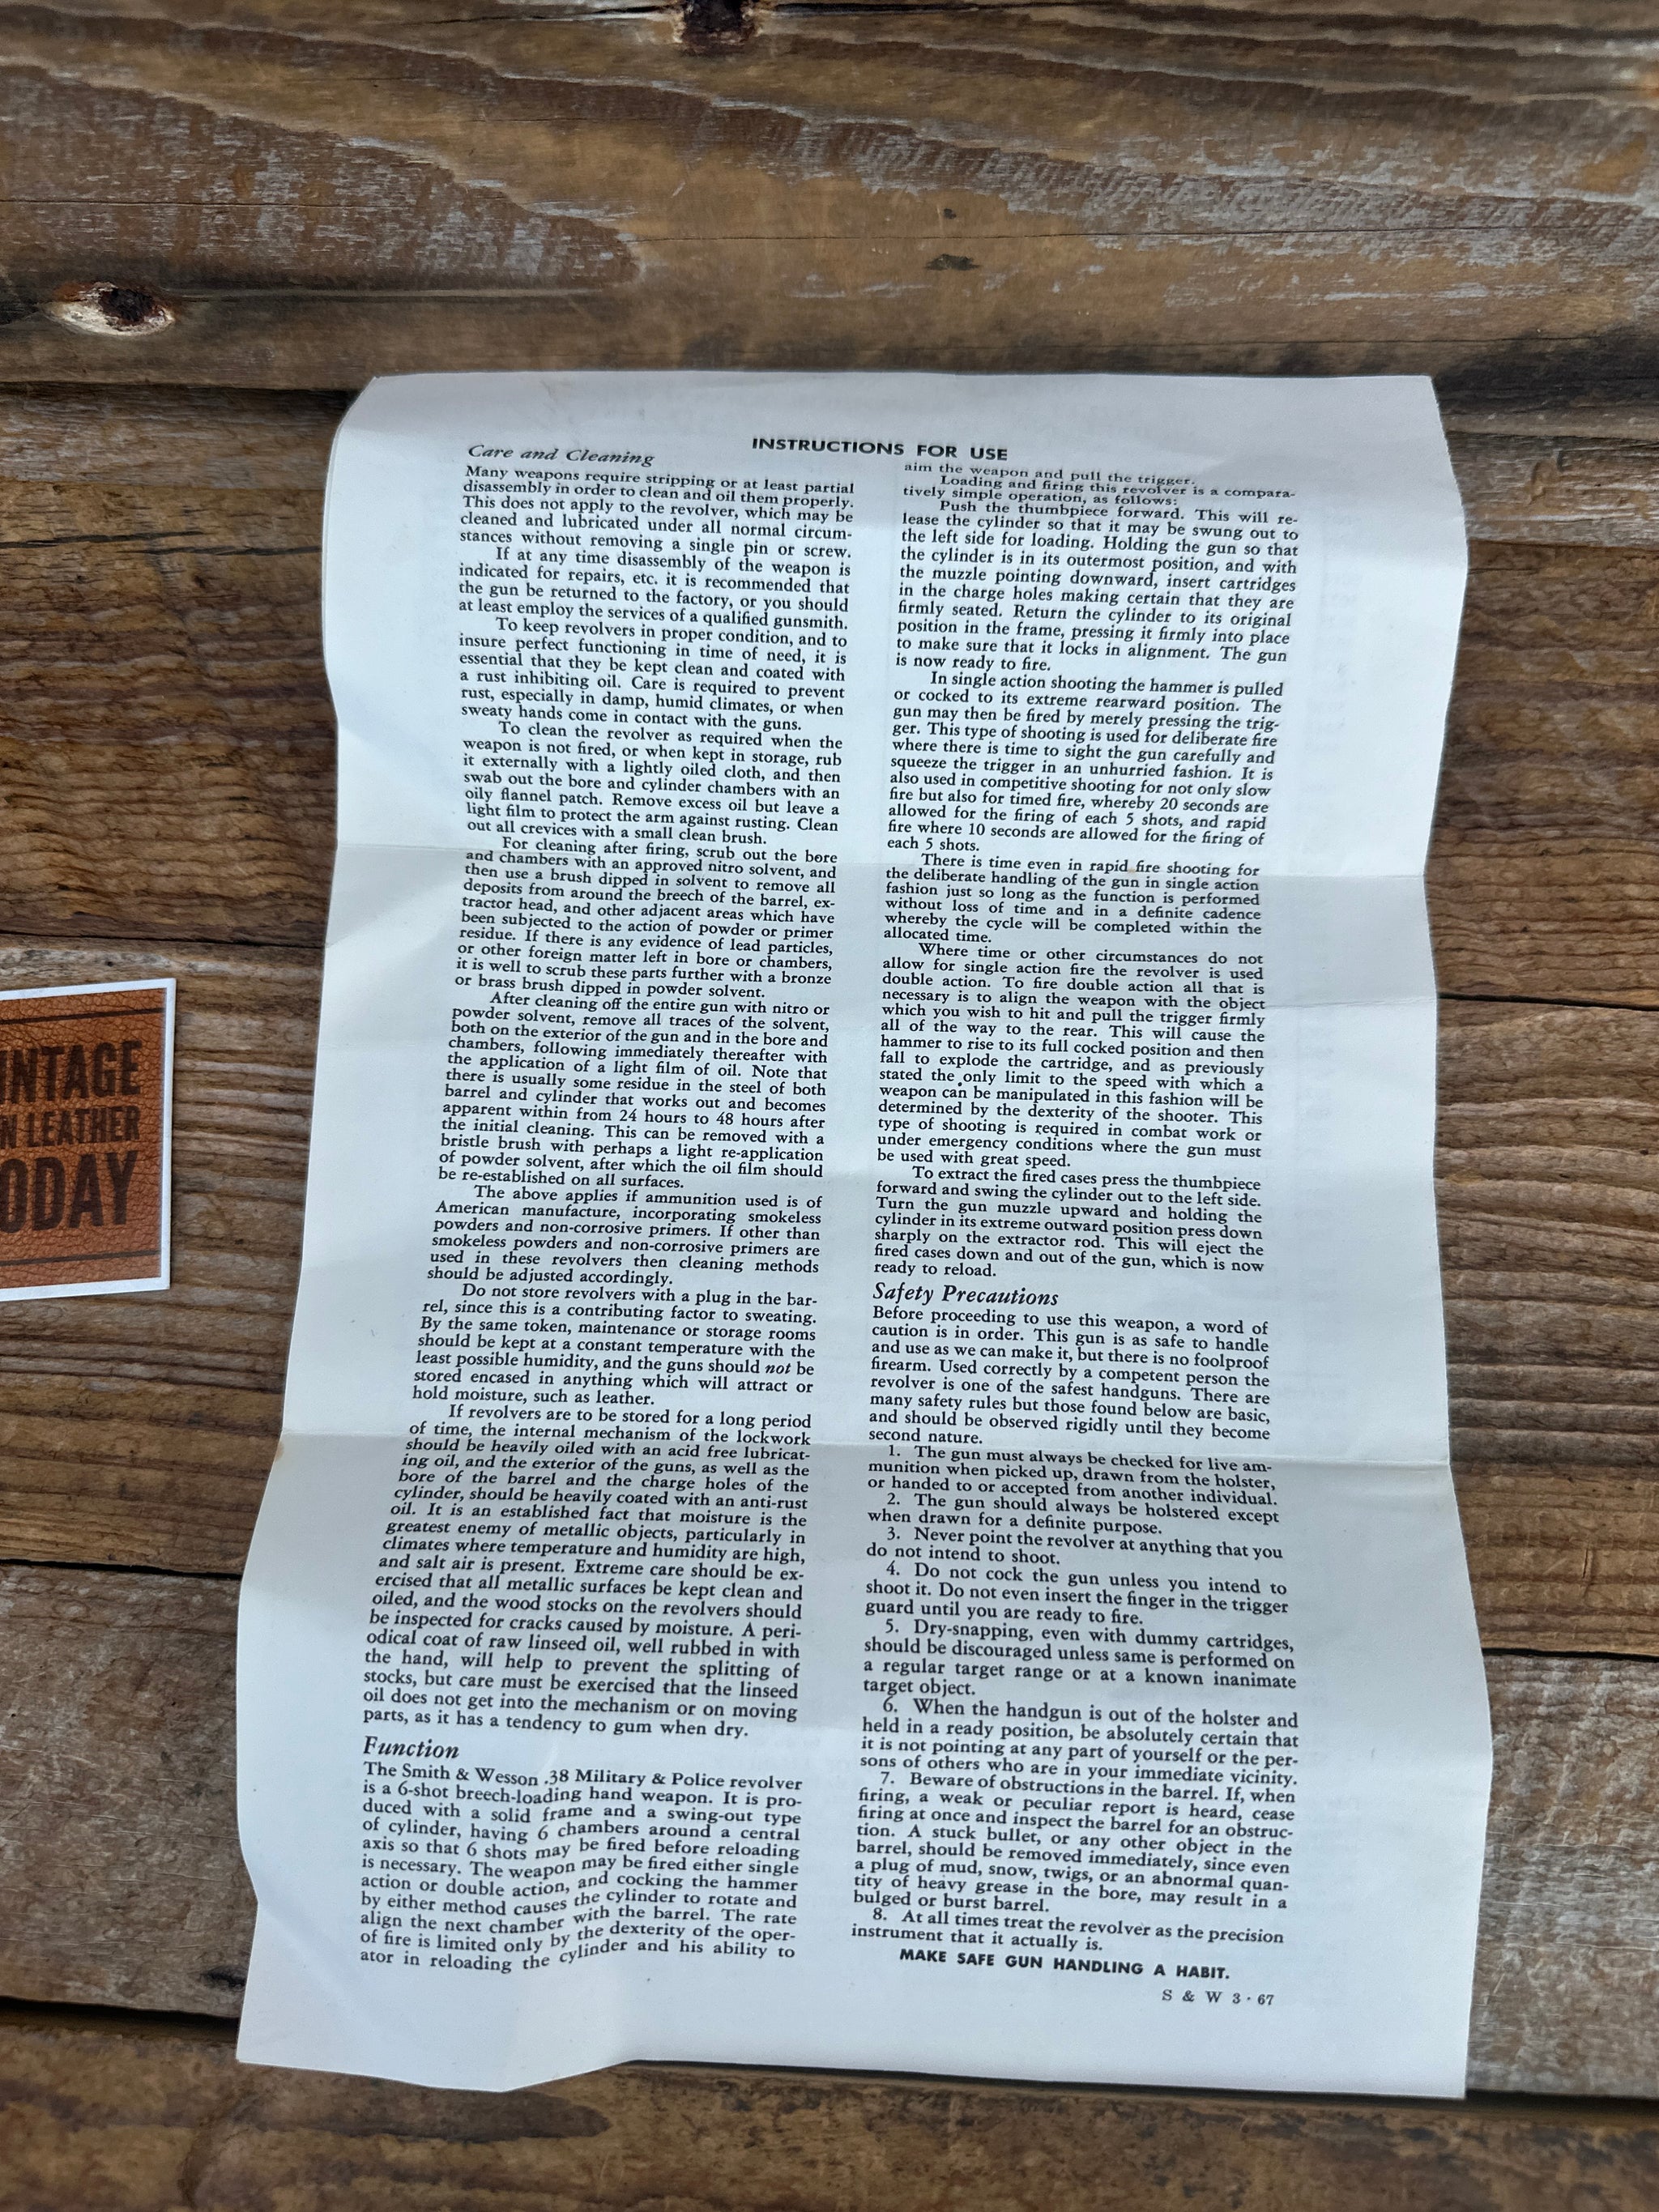 INSTRUCTIONS FOR USE
Care and Cleaning
Many weapons require stripping or at least partial
disassembly in order to clean and oil them properly.
This does not apply to the revolver, which may be
cleaned and lubricated under all normal circum-
stances without removing a single pin or screw.
If at any time disassembly of the weapon is
indicated for repairs, etc. it is recommended that
the gun be returned to the factory, or you should
at least employ the services of a qualified gunsmith.
To keep revolvers in proper condition, and to
insure perfect functioning in time of need, it is
essential that they be kept clean and coated with
a rust inhibiting oil. Care is required to prevent
rust, especially in damp, humid climates, or when
sweaty hands come in contact with the guns.
To clean the revolver as required when the
weapon is not fired, or when kept in storage, rub
it externally with a lightly oiled cloth, and then
swab out the bore and cylinder chambers with an
oily flannel patch. Remove excess oil but leave a
light film to protect the arm against rusting. Clean
out all crevices with a small clean brush.
For cleaning after firing, scrub out the bore
and chambers with an approved nitro solvent, and
then use a brush dipped in solvent to remove all
deposits from around the breech of the barrel, ex-
tractor head, and other adjacent areas which have
been subjected to the action of powder or primer
residue. If there is any evidence of lead particles,
or other foreign matter left in bore or chambers,
it is well to scrub these parts further with a bronze
or brass brush dipped in powder solvent.
After cleaning off the entire gun with nitro or
powder solvent, remove all traces of the solvent,
both on the exterior of the gun and in the bore and
chambers, following immediately thereafter with
the application of a light film of oil. Note that
there is usually some residue in the steel of both
barrel and cylinder that works out and becomes
apparent within from 24 hours to 48 hours after
the initial cleaning. This can be removed with a
bristle brush with perhaps a light re-application
of powder solvent, after which the oil film should
be re-established on all surfaces.
The above applies if ammunition used is of
American manufacture, incorporating smokeless
powders and non-corrosive primers. If other than
smokeless powders and non-corrosive primers are
used in these revolvers then cleaning methods
should be adjusted accordingly.
Do not store revolvers with a plug in the bar-
rel, since this is a contributing factor to sweating.
By the same token, maintenance or storage rooms
should be kept at a constant temperature with the
least possible humidity, and the guns should not be
stored encased in anything which will attract or
hold moisture, such as leather.
If revolvers are to be stored for a long period
of time, the internal mechanism of the lockwork
should be heavily oiled with an acid free lubricat-
ing oil, and the exterior of the guns, as well as the
bore of the barrel and the charge holes of the
cylinder, should be heavily coated with an anti-rust
oil. It is an established fact that moisture is the
greatest enemy of metallic objects, particularly in
climates where temperature and humidity are high,
and salt air is present. Extreme care should be ex-
ercised that all metallic surfaces be kept clean and
oiled, and the wood stocks on the revolvers should
be inspected for cracks caused by moisture. A peri-
odical coat of raw linseed oil, well rubbed in with
the hand, will help to prevent the splitting of
stocks, but care must be exercised that the linseed
oil does not get into the mechanism or on moving
parts, as it has a tendency to gum when dry.
Function
The Smith & Wesson .38 Military & Police revolver
is a 6-shot breech-loading hand weapon. It is pro-
duced with a solid frame and a swing-out type
of cylinder, having 6 chambers around a central
axis so that 6 shots may be fired before reloading
is necessary. The weapon may be fired either single
action or double action, and cocking the hammer
by either method causes the cylinder to rotate and
align the next chamber with the barrel. The rate
of fire is limited only by the dexterity of the oper-
ator in reloading the cylinder and his ability to
aim the weapon and pull the trigger.
Loading and firing this revolver is a compara-
tively simple operation, as follows:
Push the thumbpiece forward. This will re-
lease the cylinder so that it may be swung out to
the left side for loading. Holding the gun so that
the cylinder is in its outermost position, and with
the muzzle pointing downward, insert cartridges
in the charge holes making certain that they are
firmly seated. Return the cylinder to its original
position in the frame, pressing it firmly into place
to make sure that it locks in alignment. The gun
is now ready to fire.
In single action shooting the hammer is pulled
or cocked to its extreme rearward position. The
gun may then be fired by merely pressing the trig-
ger. This type of shooting is used for deliberate fire
where there is time to sight the gun carefully and
squeeze the trigger in an unhurried fashion. It is
also used in competitive shooting for not only slow
fire but also for timed fire, whereby 20 seconds are
allowed for the firing of each 5 shots, and rapid
fire where 10 seconds are allowed for the firing of
each 5 shots.
There is time even in rapid fire shooting for
the deliberate handling of the gun in single action
fashion just so long as the function is performed
without loss of time and in a definite cadence
whereby the cycle will be completed within the
allocated time.
Where time or other circumstances do not
allow for single action fire the revolver is used
double action. To fire double action all that is
necessary is to align the weapon with the object
which you wish to hit and pull the trigger firmly
all of the way to the rear. This will cause the
hammer to rise to its full cocked position and then
fall to explode the cartridge, and as previously
stated the only limit to the speed with which a
weapon can be manipulated in this fashion will be
determined by the dexterity of the shooter. This
type of shooting is required in combat work or
under emergency conditions where the gun must
be used with great speed.
To extract the fired cases press the thumbpiece
forward and swing the cylinder out to the left side.
Turn the gun muzzle upward and holding the
cylinder in its extreme outward position press down
sharply on the extractor rod. This will eject the
fired cases down and out of the gun, which is now
ready to reload.
Safety Precautions
Before proceeding to use this weapon, a word of
caution is in order. This gun is as safe to handle
and use as we can make it, but there is no foolproof
firearm. Used correctly by a competent person the
revolver is one of the safest handguns. There are
many safety rules but those found below are basic,
and should be observed rigidly until they become
second nature.
1. The gun must always be checked for live am-
munition when picked up, drawn from the holster,
or handed to or accepted from another individual.
2. The gun should always be holstered except
when drawn for a definite purpose.
3. Never point the revolver at anything that you
do not intend to shoot.
4. Do not cock the gun unless you intend to
shoot it. Do not even insert the finger in the trigger
guard until you are ready to fire.
5. Dry-snapping, even with dummy cartridges,
should be discouraged unless same is performed on
a regular target range or at a known inanimate
target object.
6. When the handgun is out of the holster and
held in a ready position, be absolutely certain that
it is not pointing at any part of yourself or the per-
sons of others who are in your immediate vicinity.
7. Beware of obstructions in the barrel. If, when
firing, a weak or peculiar report is heard, cease
firing at once and inspect the barrel for an obstruc-
tion. A stuck bullet, or any other object in the
barrel, should be removed immediately, since even
a plug of mud, snow, twigs, or an abnormal quan-
tity of heavy grease in the bore, may result in a
bulged or burst barrel.
8. At all times treat the revolver as the precision
instrument that it actually is.
MAKE SAFE GUN HANDLING A HABIT.
S & W 3 · 67
INTAGE
N LEATHER
ODAY